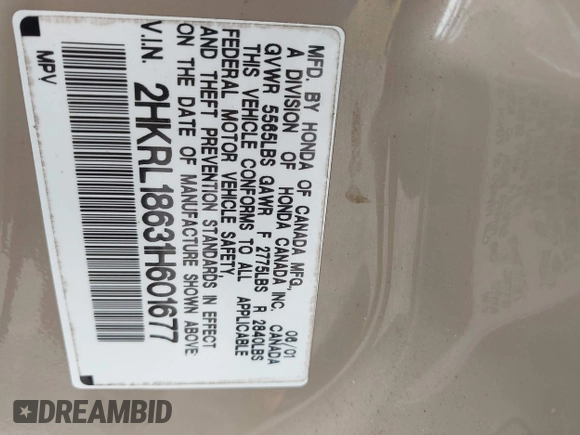 MFD. BY HONDA OF CANADA MFG., 06/01
A DIVISION OF HONDA CANADA INC. CANADA
GVWR 5565LBS GAWR F 2775LBS R 2840LBS
THIS VEHICLE CONFORMS TO ALL APPLICABLE
FEDERAL MOTOR VEHICLE SAFETY
AND THEFT PREVENTION STANDARDS IN EFFECT
ON THE DATE OF MANUFACTURE SHOWN ABOVE.
V.I.N. 2HKRL18631H601677
MPV
DREAMBID